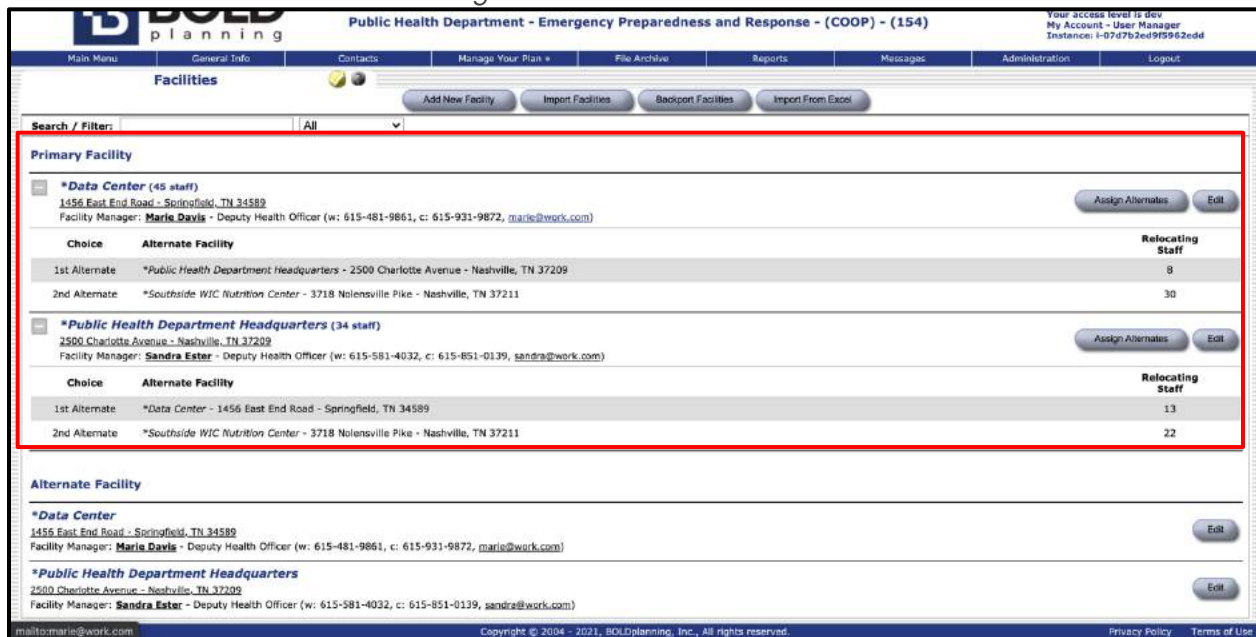 BOLD
planning
Public Health Department - Emergency Preparedness and Response - (COOP) - (154)
Your access level is dev
My Account - User Manager
Instance: i-07d7b2ed9f5962edd
Main Menu General Info Contacts Manage Your Plan » File Archive Reports Messages Administration Logout
Facilities
Add New Facility Import Facilities Backport Facilities Import From Excel
Search / Filter: All
Primary Facility
*Data Center (45 staff)
1456 East End Road - Springfield, TN 34589
Assign Alternates Edit
Facility Manager: Marie Davis - Deputy Health Officer (w: 615-481-9861, c: 615-931-9872, marie@work.com)
Choice Alternate Facility Relocating Staff
1st Alternate *Public Health Department Headquarters - 2500 Charlotte Avenue - Nashville, TN 37209 8
2nd Alternate *Southside WIC Nutrition Center - 3718 Nolensville Pike - Nashville, TN 37211 30
*Public Health Department Headquarters (34 staff)
2500 Charlotte Avenue - Nashville, TN 37209
Assign Alternates Edit
Facility Manager: Sandra Ester - Deputy Health Officer (w: 615-581-4032, c: 615-851-0139, sandra@work.com)
Choice Alternate Facility Relocating Staff
1st Alternate *Data Center - 1456 East End Road - Springfield, TN 34589 13
2nd Alternate *Southside WIC Nutrition Center - 3718 Nolensville Pike - Nashville, TN 37211 22
Alternate Facility
*Data Center
1456 East End Road - Springfield, TN 34589
Edit
Facility Manager: Marie Davis - Deputy Health Officer (w: 615-481-9861, c: 615-931-9872, marie@work.com)
*Public Health Department Headquarters
2500 Charlotte Avenue - Nashville, TN 37209
Edit
Facility Manager: Sandra Ester - Deputy Health Officer (w: 615-581-4032, c: 615-851-0139, sandra@work.com)
mailto:marie@work.com Copyright © 2004 - 2021, BOLDplanning, Inc., All rights reserved. Privacy Policy Terms of Use